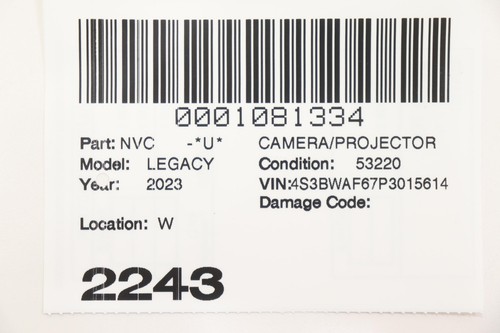 0001081334
Part: NVC -*U* CAMERA/PROJECTOR
Model: LEGACY Condition: 53220
Year: 2023 VIN:4S3BWAF67P3015614
Damage Code:
Location: W
2243